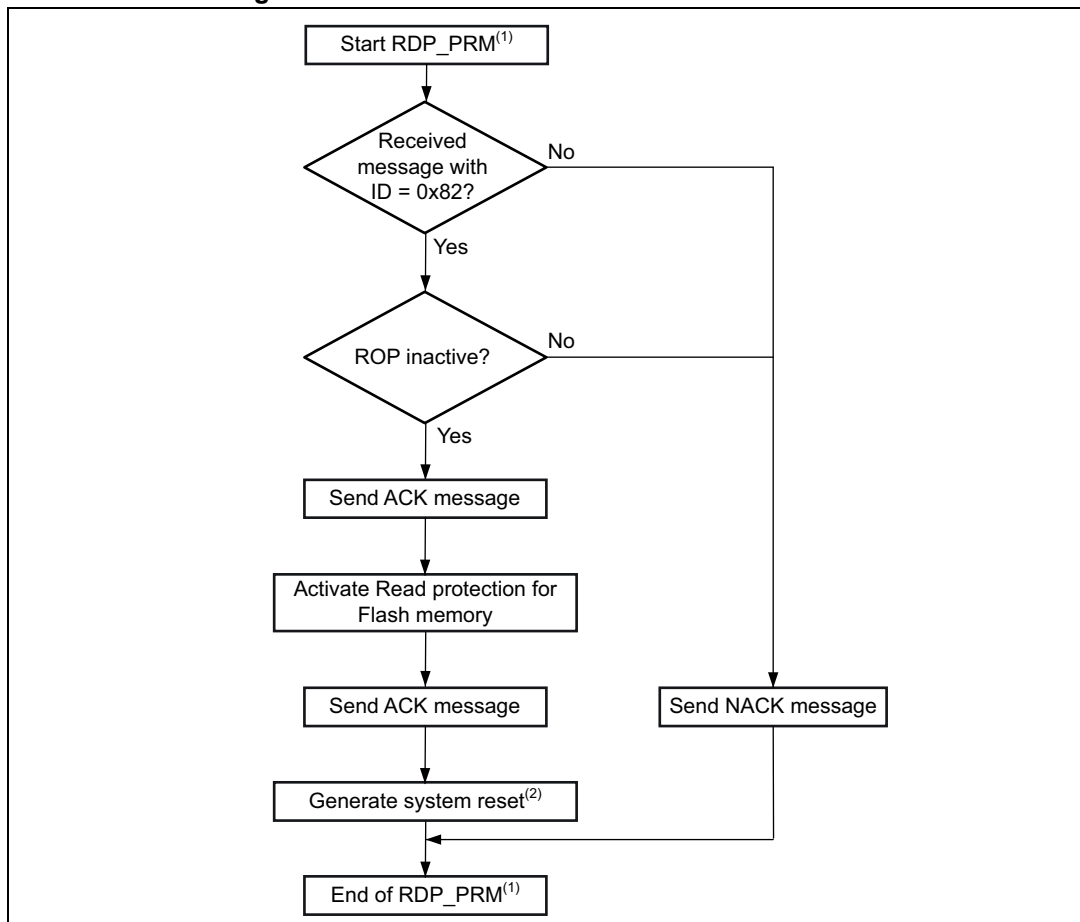 Start RDP_PRM(1)
Received
message with
ID = 0x82?
No
Yes
ROP inactive?
No
Yes
Send ACK message
Activate Read protection for
Flash memory
Send ACK message
Send NACK message
Generate system reset(2)
End of RDP_PRM(1)